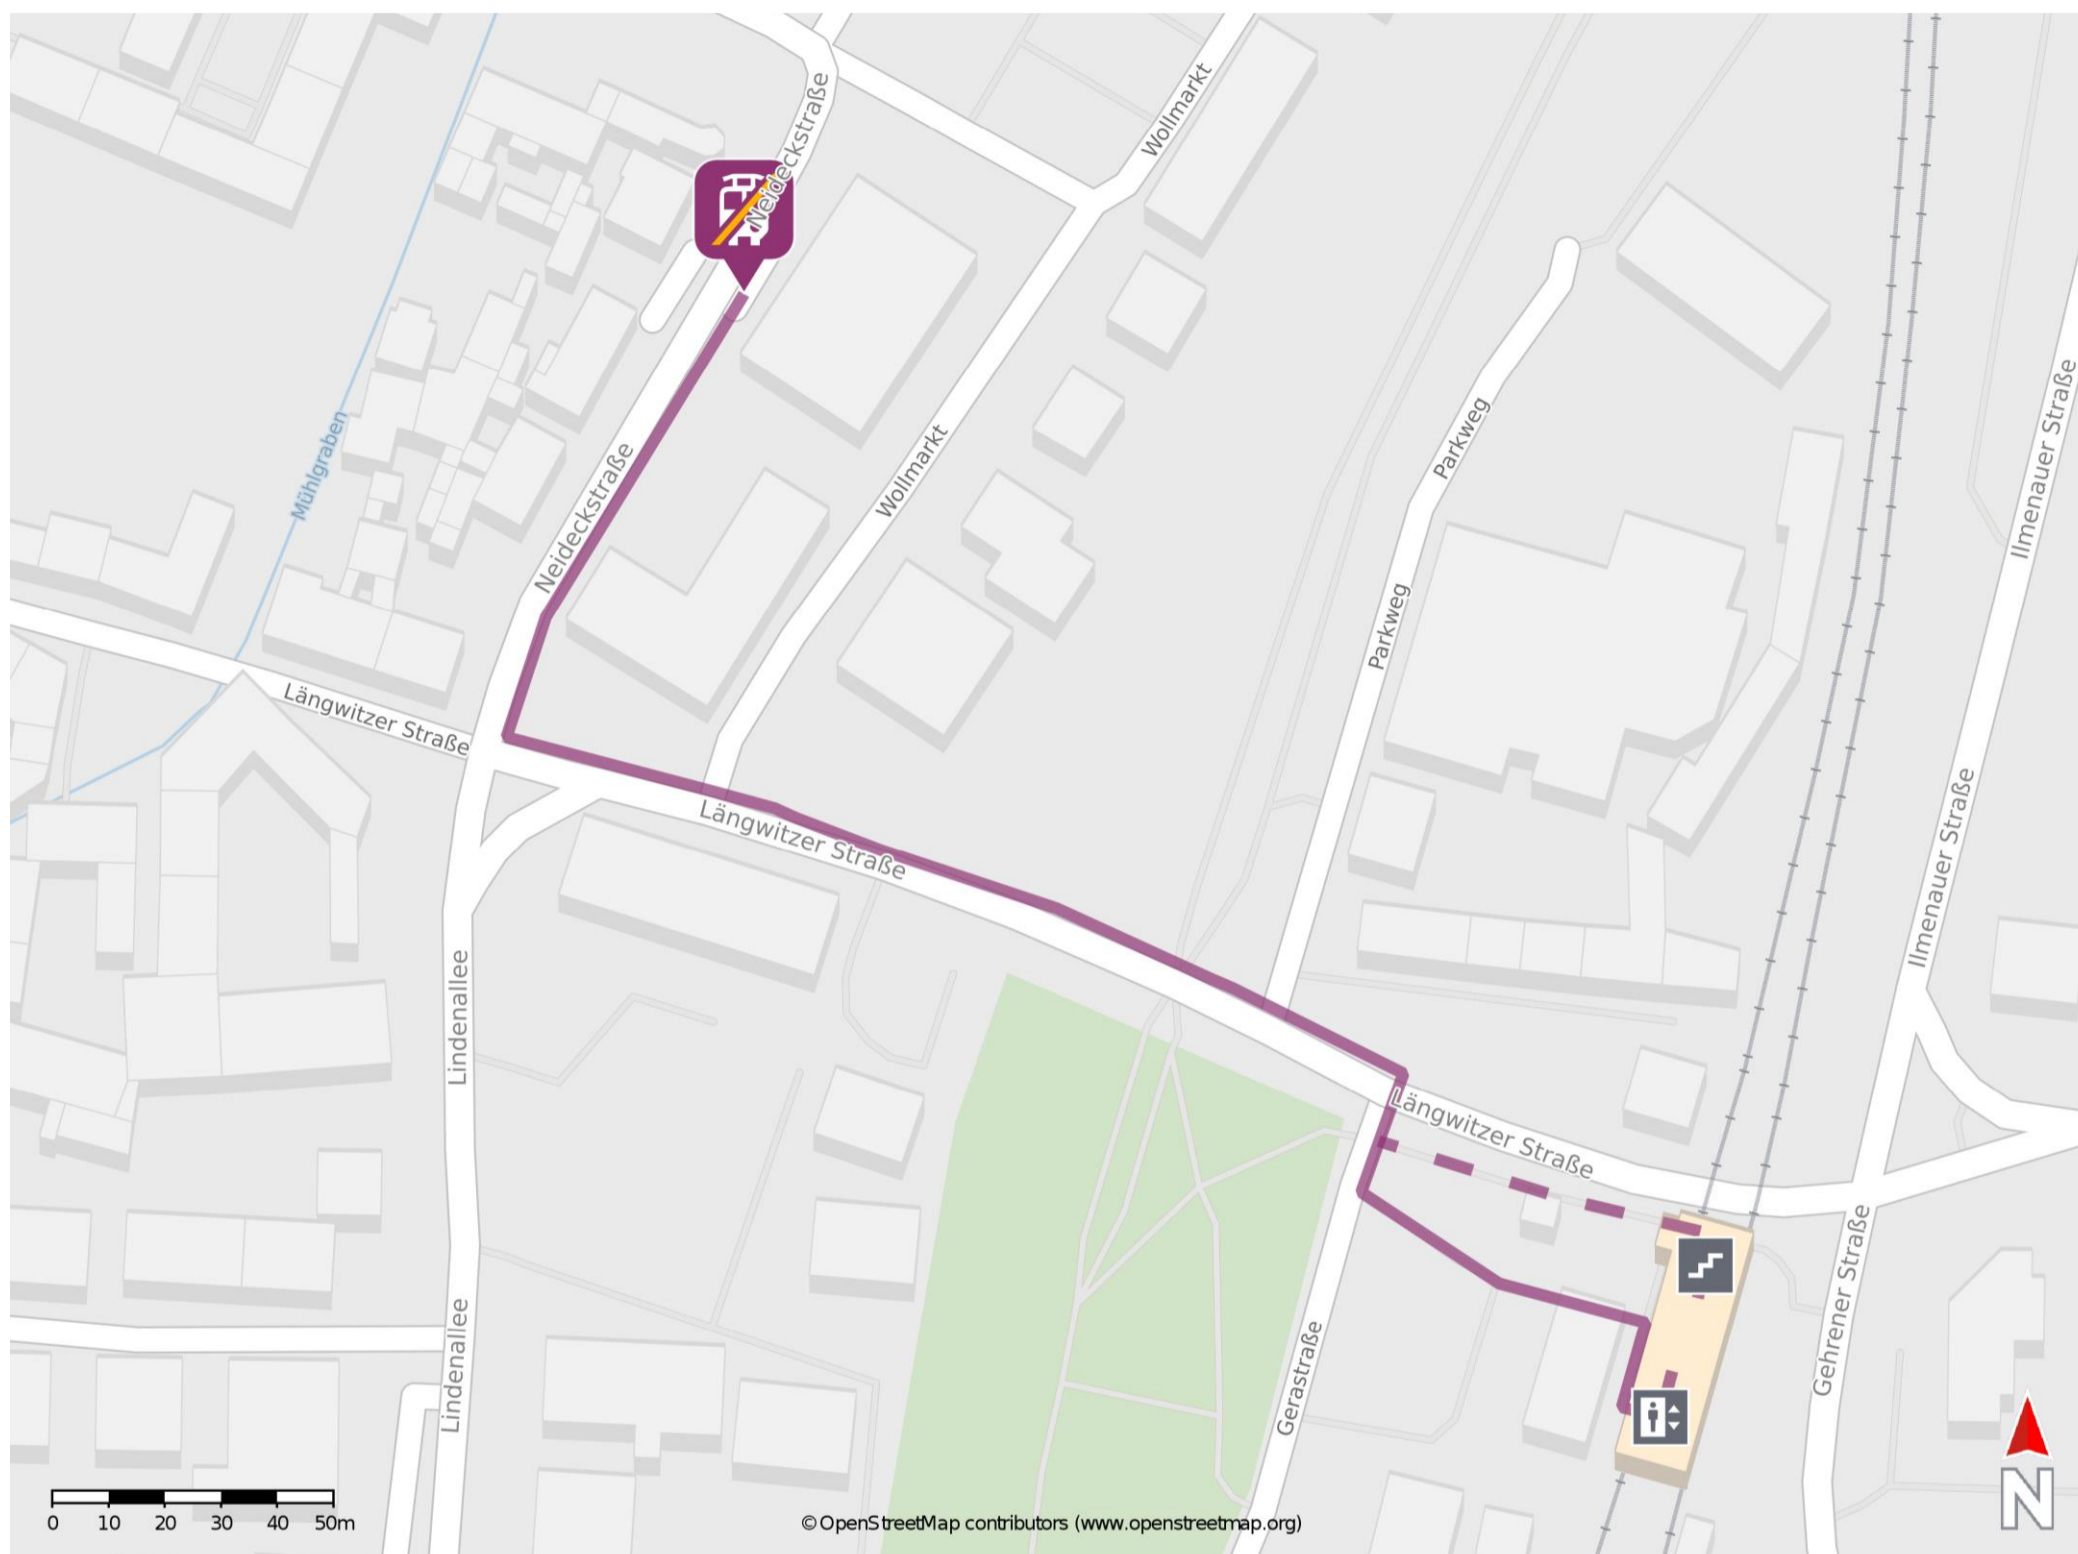 Neideckstraße
Wollmarkt
Mühlgraben
Neideckstraße
Wollmarkt
Parkweg
Ilmenauer Straße
Parkweg
Längwitzer Straße
Längwitzer Straße
Ilmenauer Straße
Lindenallee
Längwitzer Straße
Gehrener Straße
Lindenallee
Gerastraße
0 10 20 30 40 50m
©OpenStreetMap contributors (www.openstreetmap.org)
N